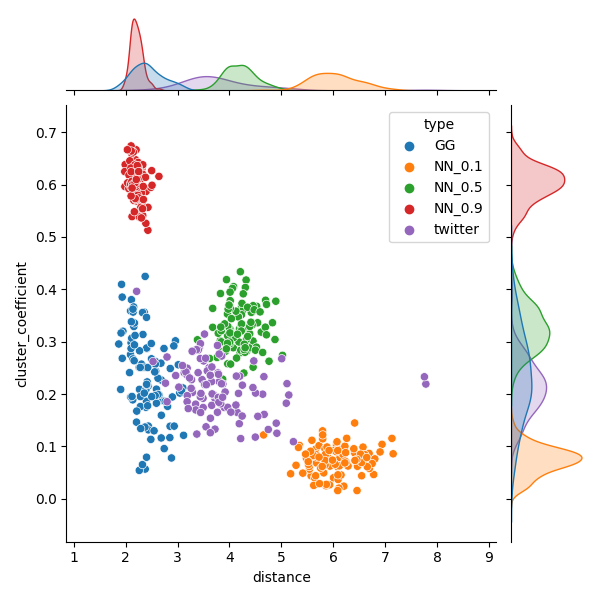 type
GG
NN_0.1
NN_0.5
NN_0.9
twitter
0.7
0.6
0.5
0.4
0.3
0.2
0.1
0.0
cluster_coefficient
1 2 3 4 5 6 7 8 9
distance